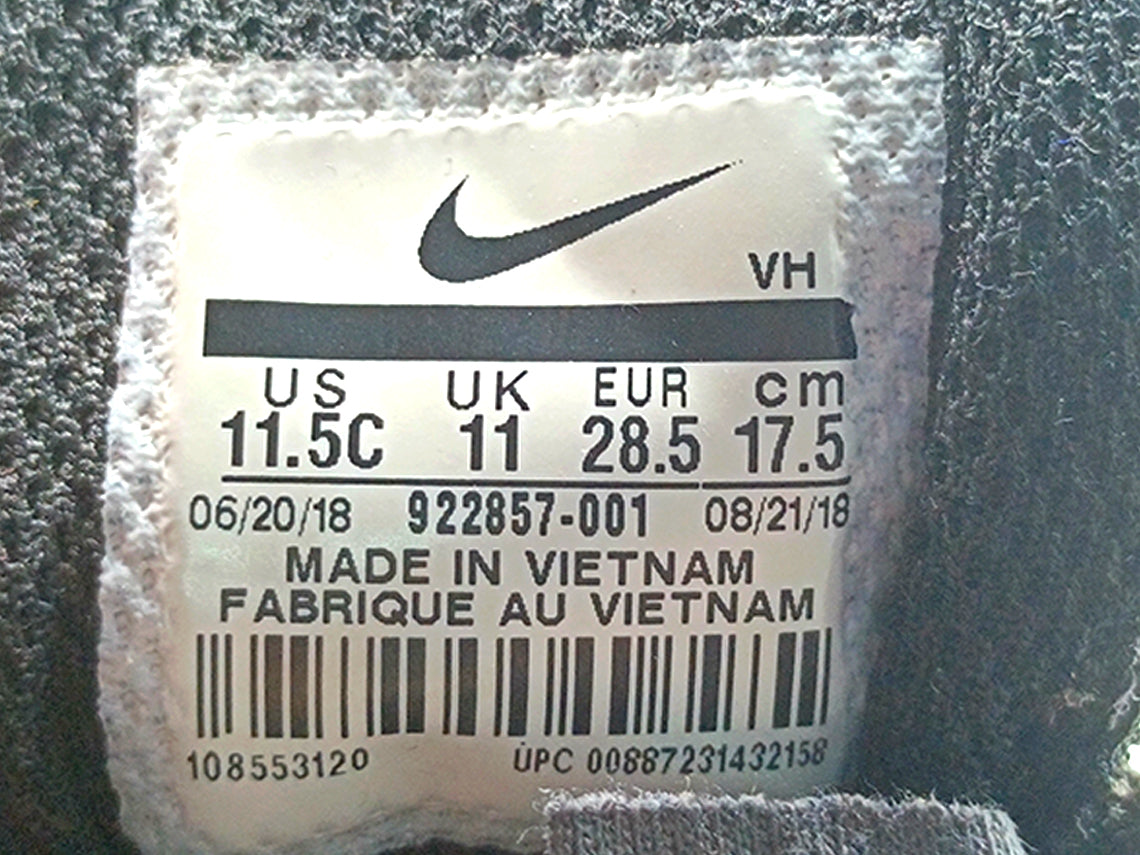 VH
US UK EUR cm
11.5C 11 28.5 17.5
06/20/18 922857-001 08/21/18
MADE IN VIETNAM
FABRIQUE AU VIETNAM
108553120 UPC 00887231432158